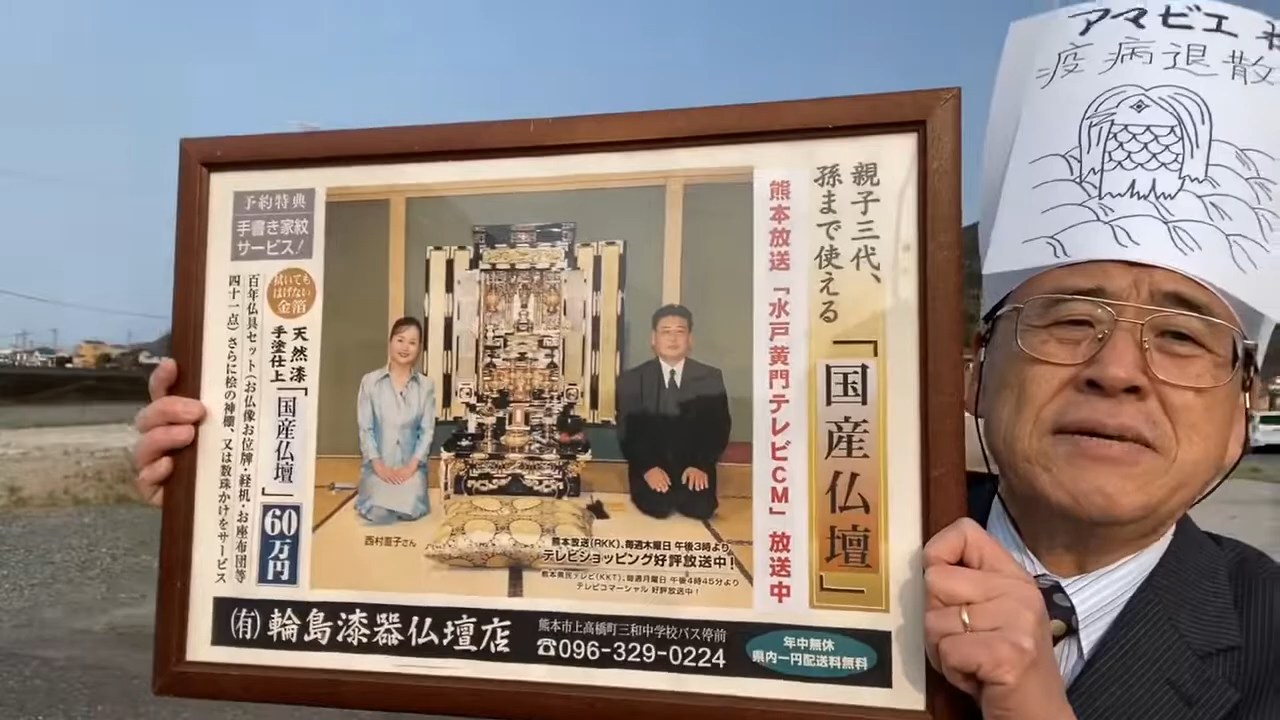 アマビエ
疫病退散
親子三代、
孫まで使える
「国産仏壇」
熊本放送「水戸黄門テレビCM」放送中
予約特典
手書き家紋
サービス!
拭いても
はげない
金箔
天然漆
手塗仕上
「国産仏壇」
60万円
百年仏具セット(お仏像お位牌・経机・お座布団等
四十一点)さらに桧の神棚、又は数珠かけをサービス
西村直子さん
熊本放送(RKK)、毎週木曜日 午後3時より
テレビショッピング好評放送中!
熊本県民テレビ(KKT)、毎週月曜日 午後4時45分より
テレビコマーシャル 好評放送中!
㈲輪島漆器仏壇店
熊本市上高橋町三和中学校バス停前
☎096-329-0224
年中無休
県内一円配送料無料